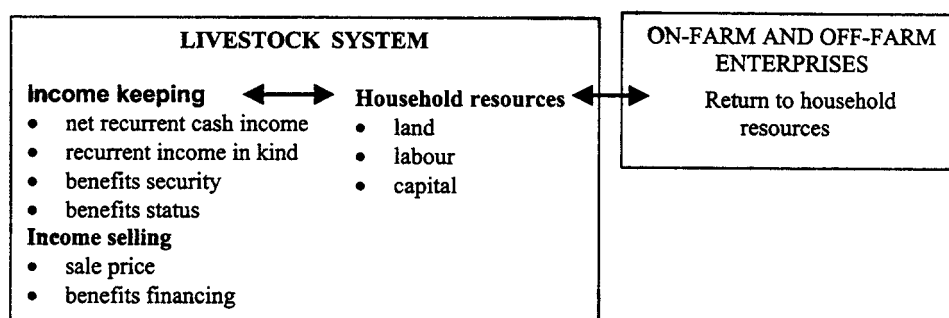 LIVESTOCK SYSTEM
Income keeping
• net recurrent cash income
• recurrent income in kind
• benefits security
• benefits status
Income selling
• sale price
• benefits financing
Household resources
• land
• labour
• capital
ON-FARM AND OFF-FARM
ENTERPRISES
Return to household
resources